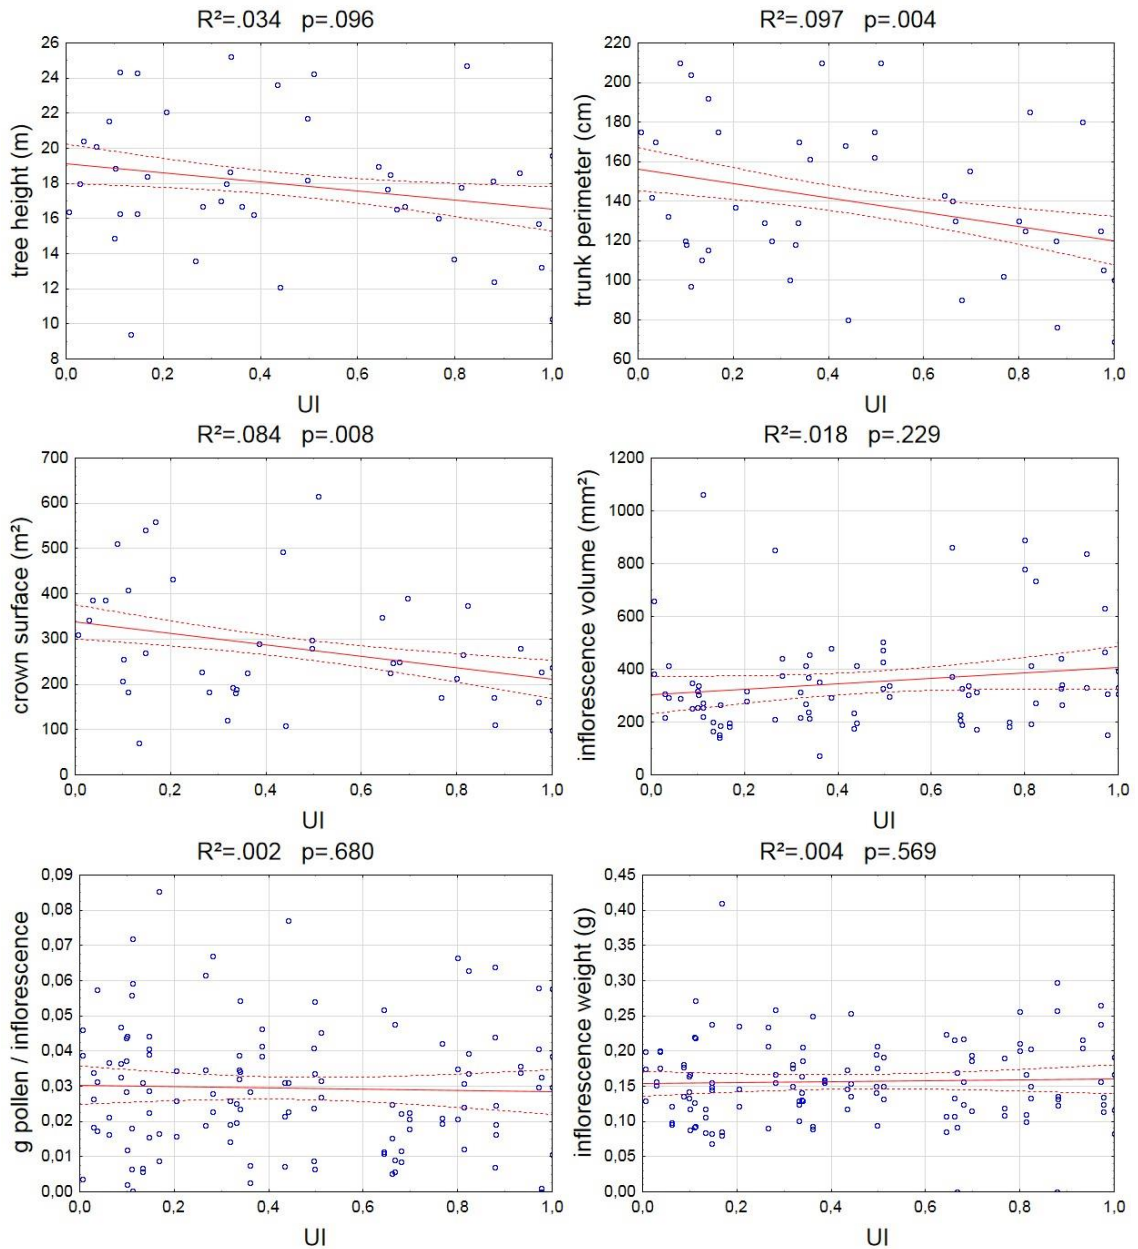 R²=.034 p=.096
tree height (m)
26
24
22
20
18
16
14
12
10
8
0,0 0,2 0,4 0,6 0,8 1,0
UI
R²=.097 p=.004
trunk perimeter (cm)
220
200
180
160
140
120
100
80
60
0,0 0,2 0,4 0,6 0,8 1,0
UI
R²=.084 p=.008
crown surface (m²)
700
600
500
400
300
200
100
0
0,0 0,2 0,4 0,6 0,8 1,0
UI
R²=.018 p=.229
inflorescence volume (mm²)
1200
1000
800
600
400
200
0
0,0 0,2 0,4 0,6 0,8 1,0
UI
R²=.002 p=.680
g pollen / inflorescence
0,09
0,08
0,07
0,06
0,05
0,04
0,03
0,02
0,01
0,00
0,0 0,2 0,4 0,6 0,8 1,0
UI
R²=.004 p=.569
inflorescence weight (g)
0,45
0,40
0,35
0,30
0,25
0,20
0,15
0,10
0,05
0,00
0,0 0,2 0,4 0,6 0,8 1,0
UI